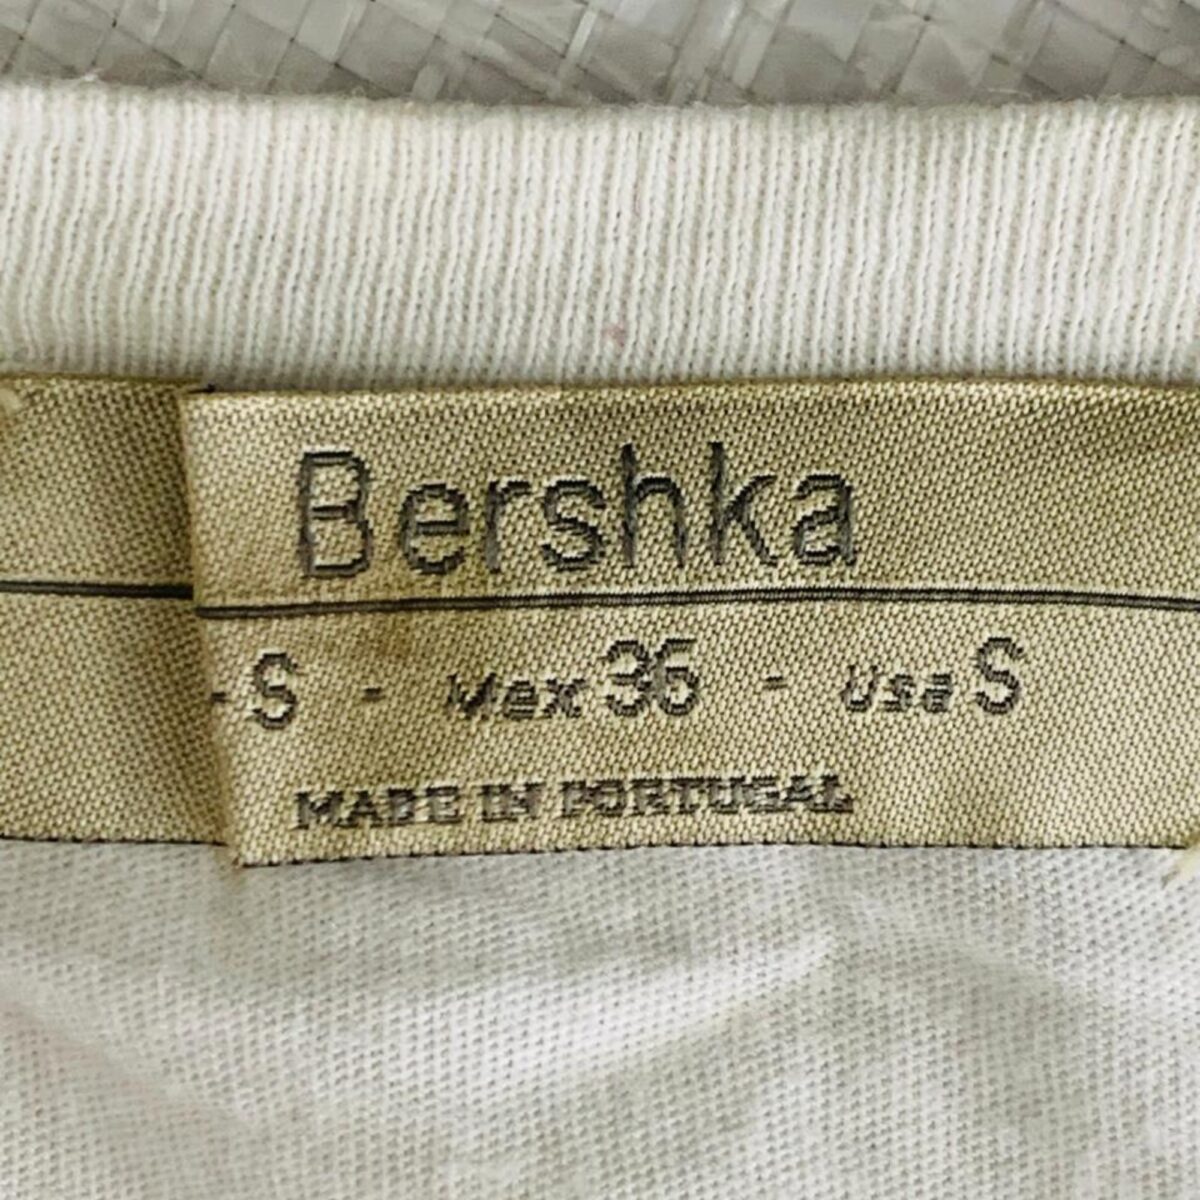 Bershka
-S - Mex 36 - Usa S
MADE IN PORTUGAL